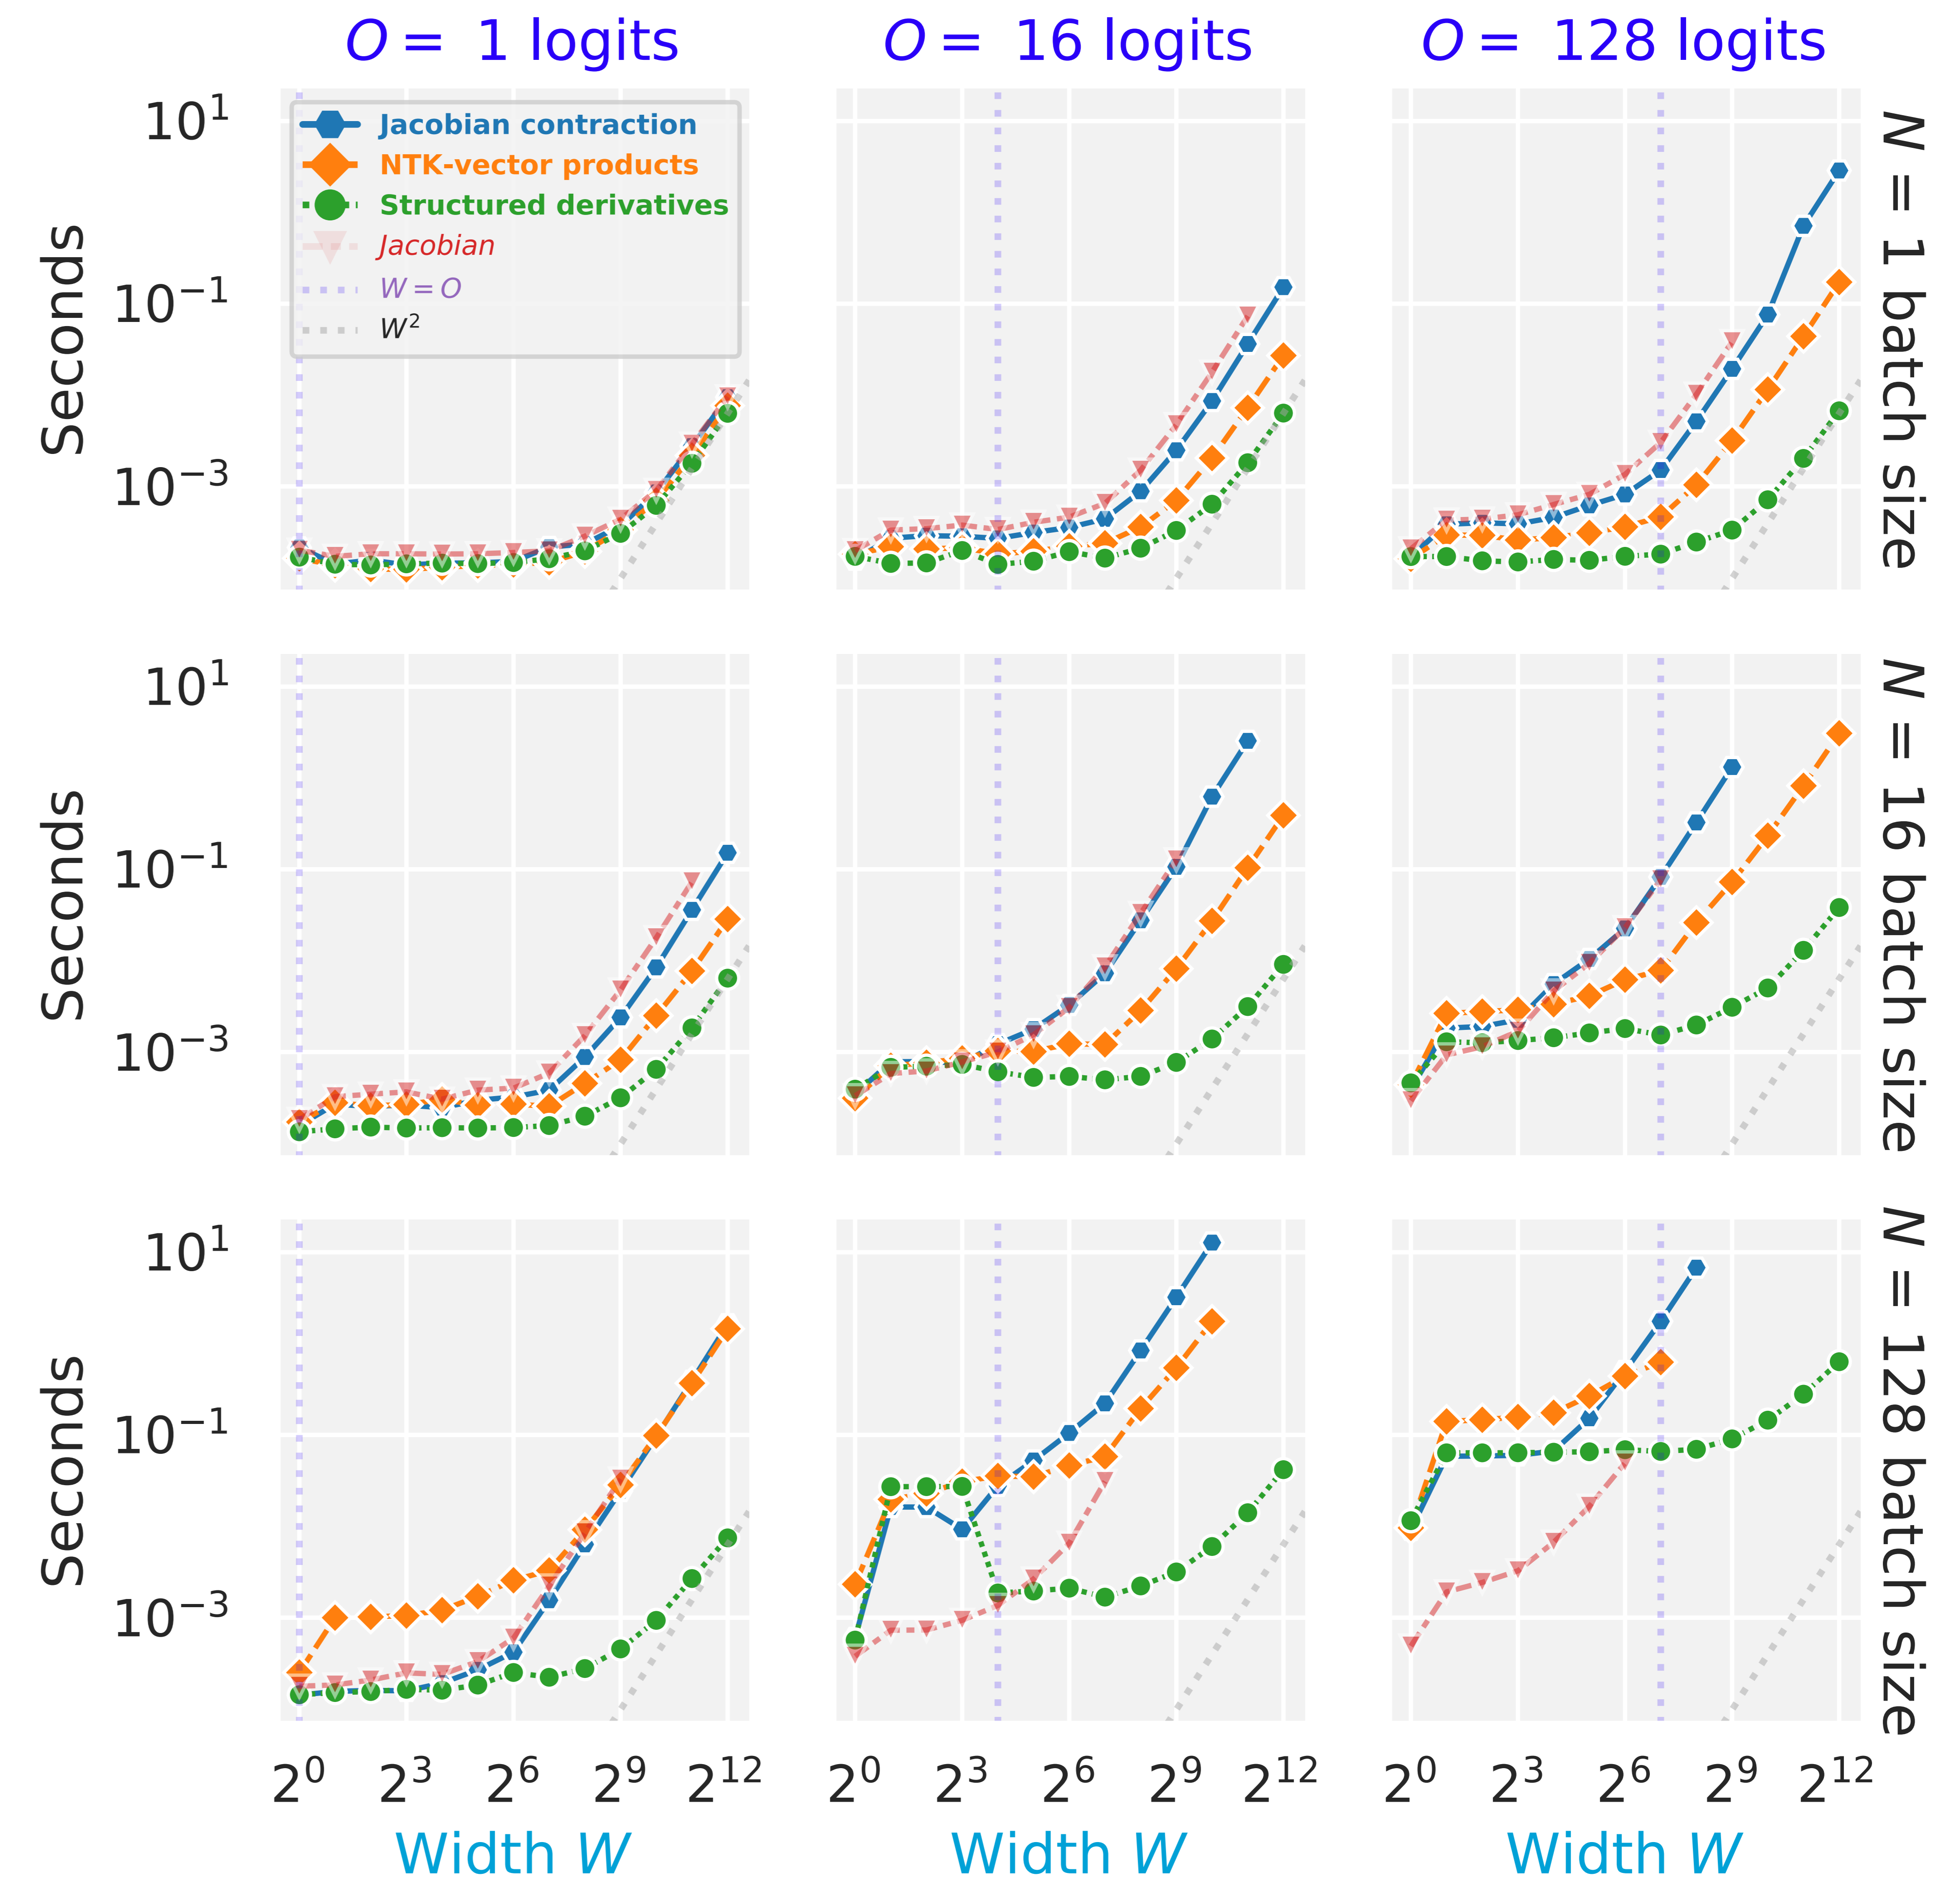 O = 1 logits
O = 16 logits
O = 128 logits
Jacobian contraction
NTK-vector products
Structured derivatives
Jacobian
W = O
W²
Seconds
10¹
10⁻¹
10⁻³
N = 1 batch size
Seconds
10¹
10⁻¹
10⁻³
N = 16 batch size
Seconds
10¹
10⁻¹
10⁻³
N = 128 batch size
2⁰ 2³ 2⁶ 2⁹ 2¹²
2⁰ 2³ 2⁶ 2⁹ 2¹²
2⁰ 2³ 2⁶ 2⁹ 2¹²
Width W
Width W
Width W